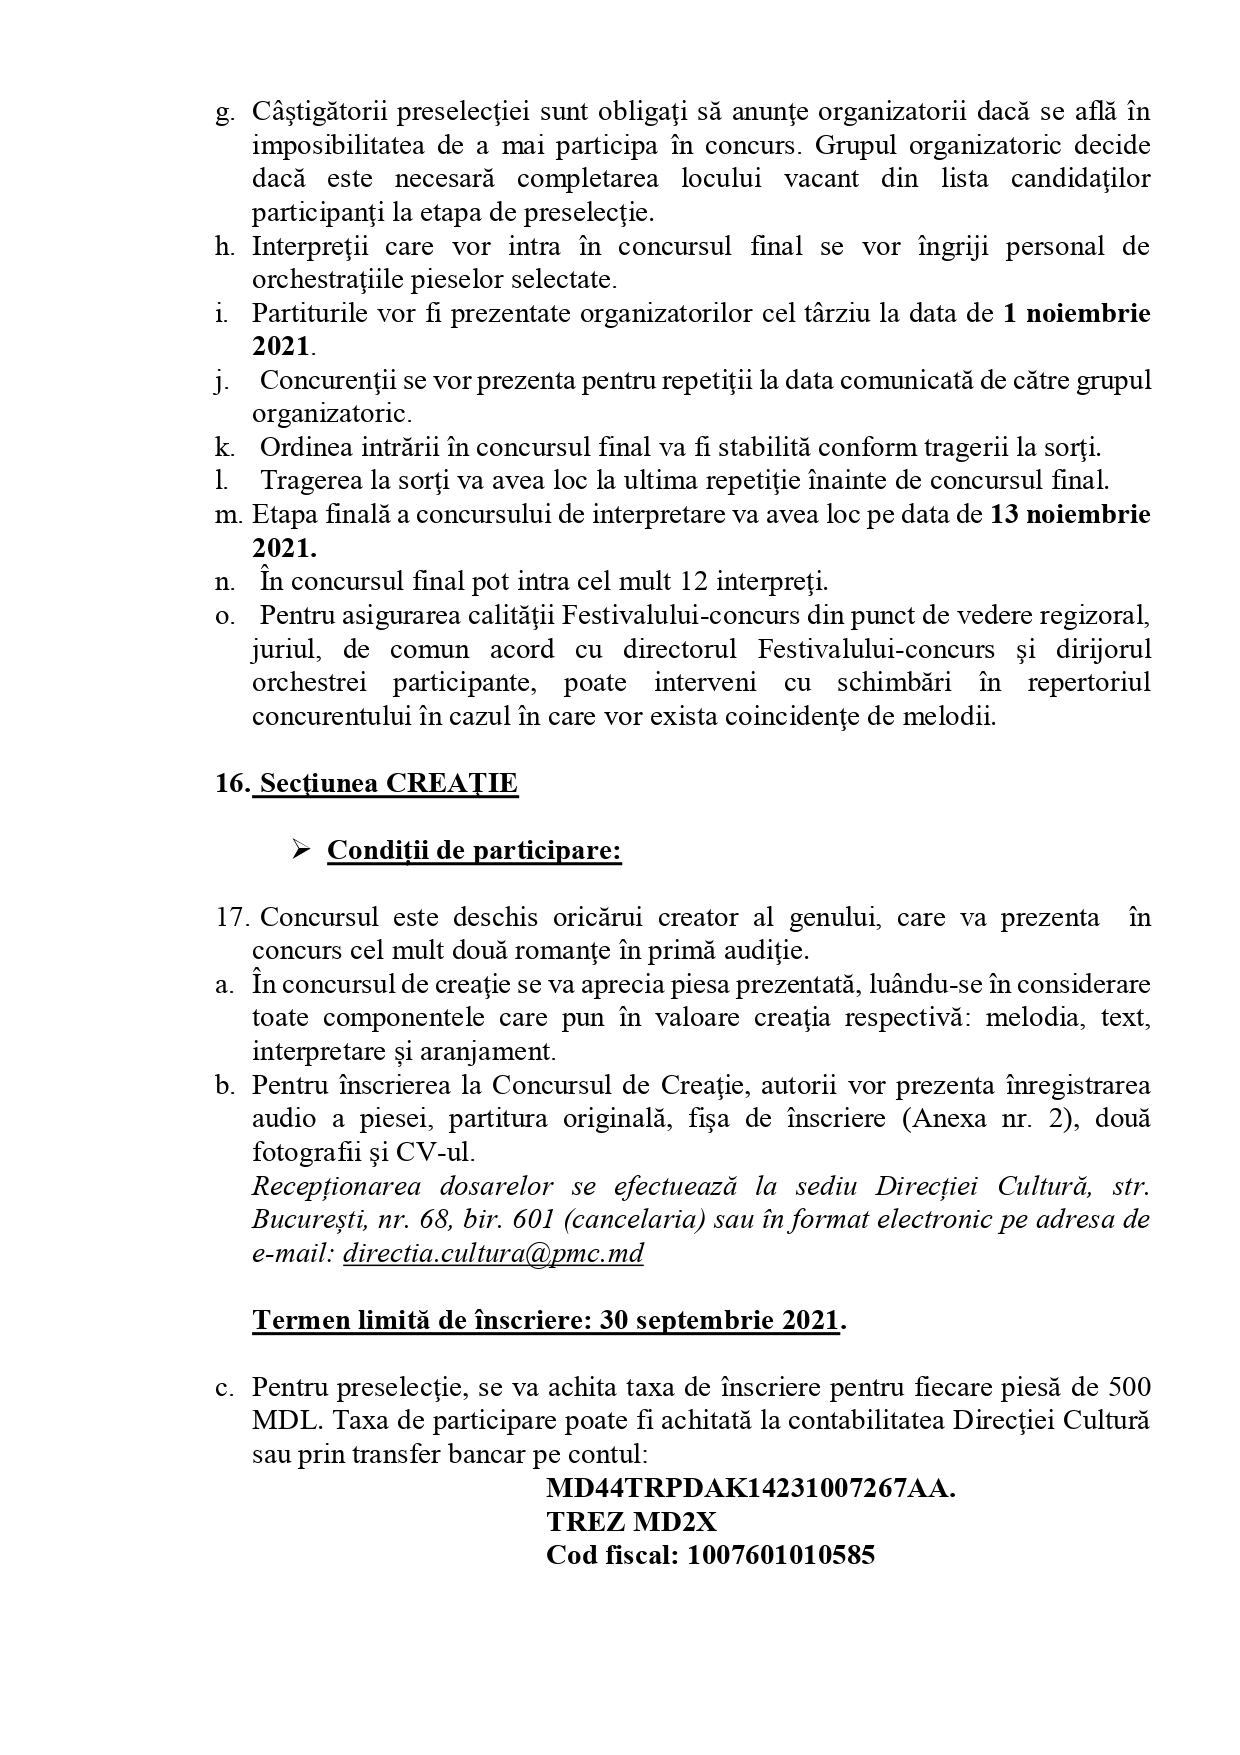 g. Câştigătorii preselecţiei sunt obligaţi să anunţe organizatorii dacă se află în
imposibilitatea de a mai participa în concurs. Grupul organizatoric decide
dacă este necesară completarea locului vacant din lista candidaţilor
participanţi la etapa de preselecţie.
h. Interpreţii care vor intra în concursul final se vor îngriji personal de
orchestraţiile pieselor selectate.
i. Partiturile vor fi prezentate organizatorilor cel târziu la data de 1 noiembrie
2021.
j. Concurenţii se vor prezenta pentru repetiţii la data comunicată de către grupul
organizatoric.
k. Ordinea intrării în concursul final va fi stabilită conform tragerii la sorţi.
l. Tragerea la sorţi va avea loc la ultima repetiţie înainte de concursul final.
m. Etapa finală a concursului de interpretare va avea loc pe data de 13 noiembrie
2021.
n. În concursul final pot intra cel mult 12 interpreţi.
o. Pentru asigurarea calităţii Festivalului-concurs din punct de vedere regizoral,
juriul, de comun acord cu directorul Festivalului-concurs şi dirijorul
orchestrei participante, poate interveni cu schimbări în repertoriul
concurentului în cazul în care vor exista coincidenţe de melodii.
16. Secţiunea CREAŢIE
➢ Condiții de participare:
17. Concursul este deschis oricărui creator al genului, care va prezenta în
concurs cel mult două romanţe în primă audiţie.
a. În concursul de creaţie se va aprecia piesa prezentată, luându-se în considerare
toate componentele care pun în valoare creaţia respectivă: melodia, text,
interpretare și aranjament.
b. Pentru înscrierea la Concursul de Creaţie, autorii vor prezenta înregistrarea
audio a piesei, partitura originală, fişa de înscriere (Anexa nr. 2), două
fotografii şi CV-ul.
Recepționarea dosarelor se efectuează la sediu Direcției Cultură, str.
București, nr. 68, bir. 601 (cancelaria) sau în format electronic pe adresa de
e-mail: directia.cultura@pmc.md
Termen limită de înscriere: 30 septembrie 2021.
c. Pentru preselecţie, se va achita taxa de înscriere pentru fiecare piesă de 500
MDL. Taxa de participare poate fi achitată la contabilitatea Direcţiei Cultură
sau prin transfer bancar pe contul:
MD44TRPDAK14231007267AA.
TREZ MD2X
Cod fiscal: 1007601010585